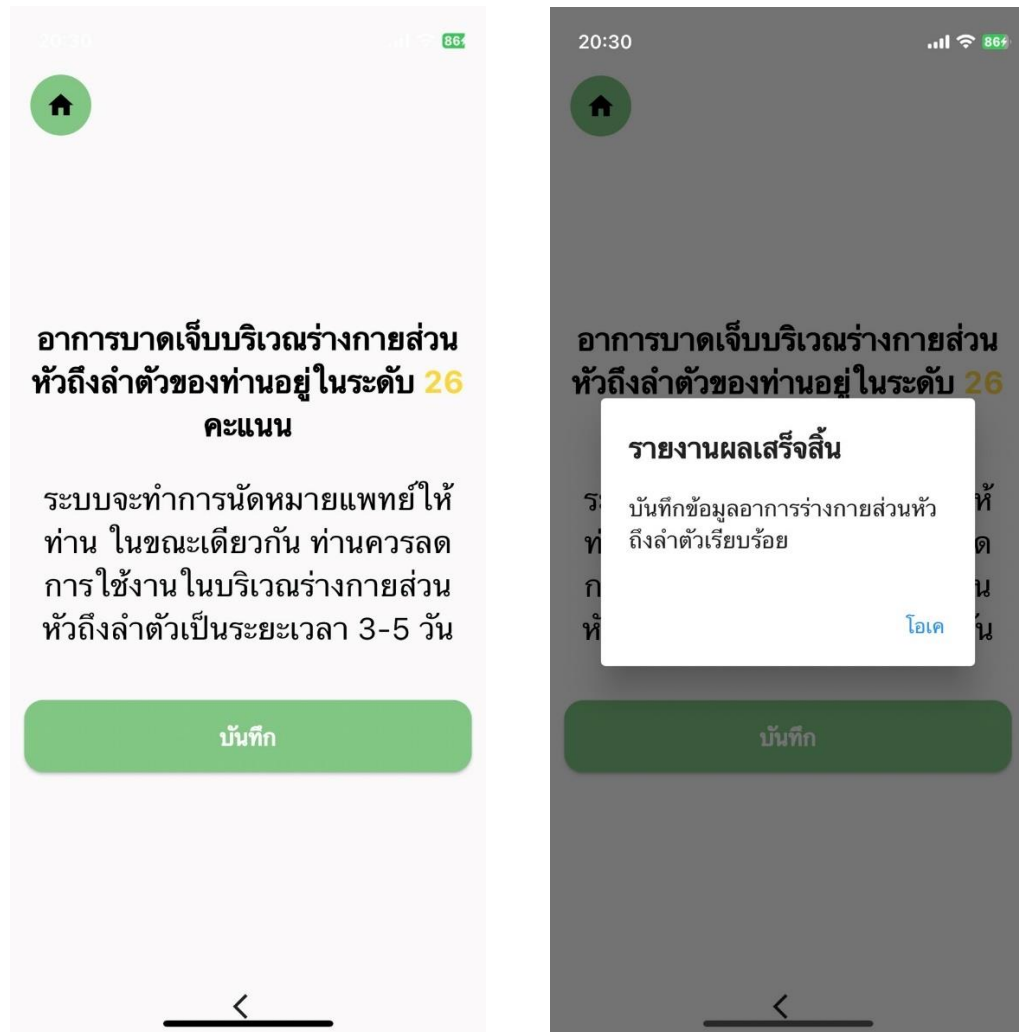 86
อาการบาดเจ็บบริเวณร่างกายส่วน
หัวถึงลำตัวของท่านอยู่ในระดับ 26
คะแนน
ระบบจะทำการนัดหมายแพทย์ให้
ท่าน ในขณะเดียวกัน ท่านควรลด
การใช้งานในบริเวณร่างกายส่วน
หัวถึงลำตัวเป็นระยะเวลา 3-5 วัน
บันทึก
20:30
86
อาการบาดเจ็บบริเวณร่างกายส่วน
หัวถึงลำตัวของท่านอยู่ในระดับ 26
รายงานผลเสร็จสิ้น
บันทึกข้อมูลอาการร่างกายส่วนหัว
ถึงลำตัวเรียบร้อย
โอเค
บันทึก